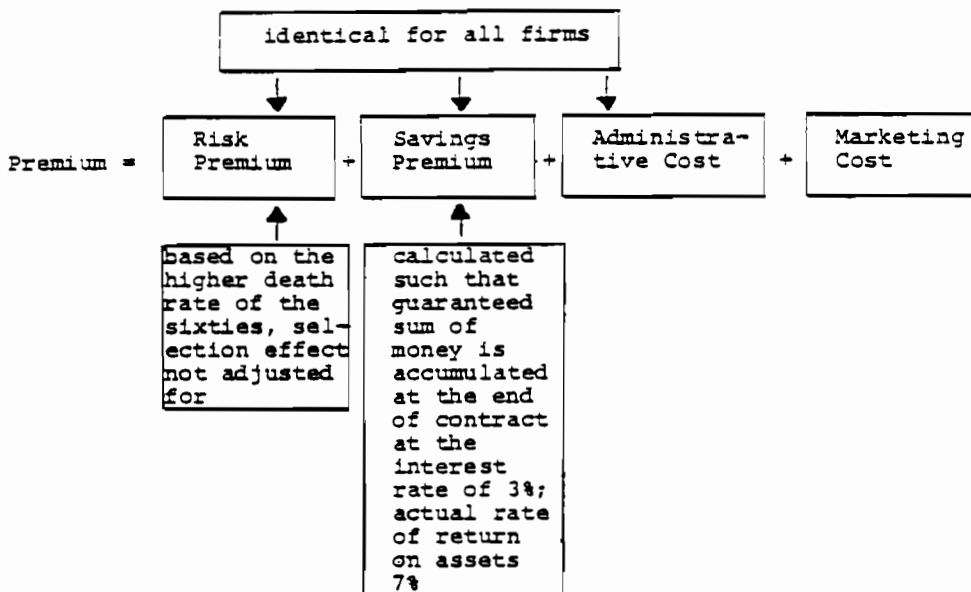 identical for all firms
Premium =
Risk
Premium
+
Savings
Premium
+
Administra-
tive Cost
+
Marketing
Cost
based on the
higher death
rate of the
sixties, sel-
ection effect
not adjusted
for
calculated
such that
guaranteed
sum of
money is
accumulated
at the end
of contract
at the
interest
rate of 3%;
actual rate
of return
on assets
7%